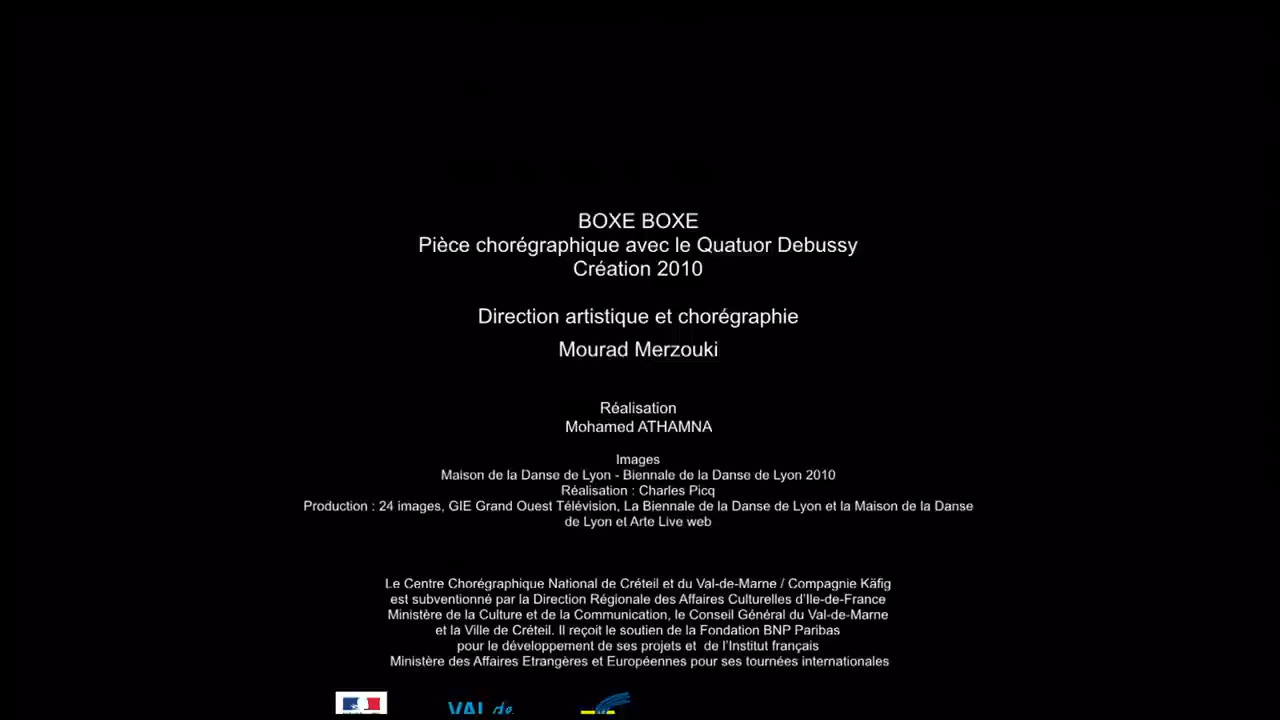 BOXE BOXE
Pièce chorégraphique avec le Quatuor Debussy
Création 2010
Direction artistique et chorégraphie
Mourad Merzouki
Réalisation
Mohamed ATHAMNA
Images
Maison de la Danse de Lyon - Biennale de la Danse de Lyon 2010
Réalisation : Charles Picq
Production : 24 images, GIE Grand Ouest Télévision, La Biennale de la Danse de Lyon et la Maison de la Danse
de Lyon et Arte Live web
Le Centre Chorégraphique National de Créteil et du Val-de-Marne / Compagnie Käfig
est subventionné par la Direction Régionale des Affaires Culturelles d'Ile-de-France
Ministère de la Culture et de la Communication, le Conseil Général du Val-de-Marne
et la Ville de Créteil. Il reçoit le soutien de la Fondation BNP Paribas
pour le développement de ses projets et  de l'Institut français
Ministère des Affaires Etrangères et Européennes pour ses tournées internationales
VAL de